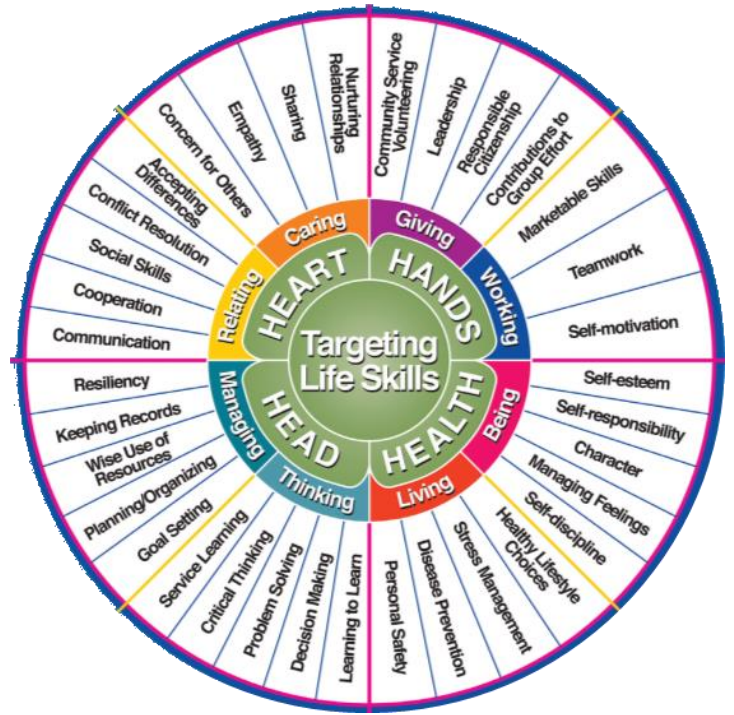 Targeting
Life Skills
HEART
HANDS
HEALTH
HEAD
Caring
Giving
Working
Being
Living
Thinking
Managing
Relating
Community Service
Volunteering
Leadership
Responsible
Citizenship
Contributions to
Group Effort
Marketable Skills
Teamwork
Self-motivation
Self-esteem
Self-responsibility
Character
Managing Feelings
Self-discipline
Healthy Lifestyle
Choices
Stress Management
Disease Prevention
Personal Safety
Learning to Learn
Decision Making
Problem Solving
Critical Thinking
Service Learning
Goal Setting
Planning/Organizing
Wise Use of
Resources
Keeping Records
Resiliency
Communication
Cooperation
Social Skills
Conflict Resolution
Accepting
Differences
Concern for Others
Empathy
Sharing
Nurturing
Relationships